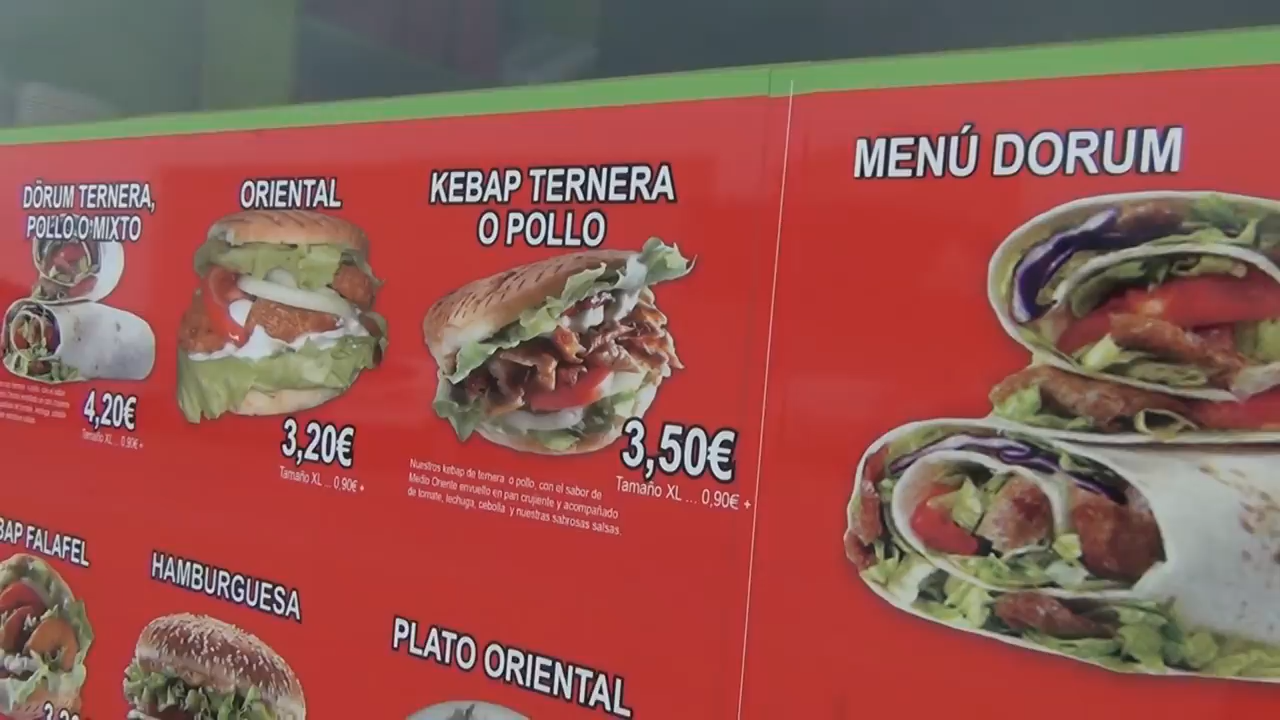 DÖRUM TERNERA,
POLLO O MIXTO
4,20€
Tamaño XL ... 0,90€ +
ORIENTAL
3,20€
Tamaño XL ... 0,90€ +
KEBAP TERNERA
O POLLO
3,50€
Tamaño XL ... 0,90€ +
Nuestros kebap de ternera o pollo, con el sabor de
Medio Oriente envuelto en pan crujiente y acompañado
de tomate, lechuga, cebolla y nuestras sabrosas salsas.
MENÚ DORUM
BAP FALAFEL
HAMBURGUESA
PLATO ORIENTAL